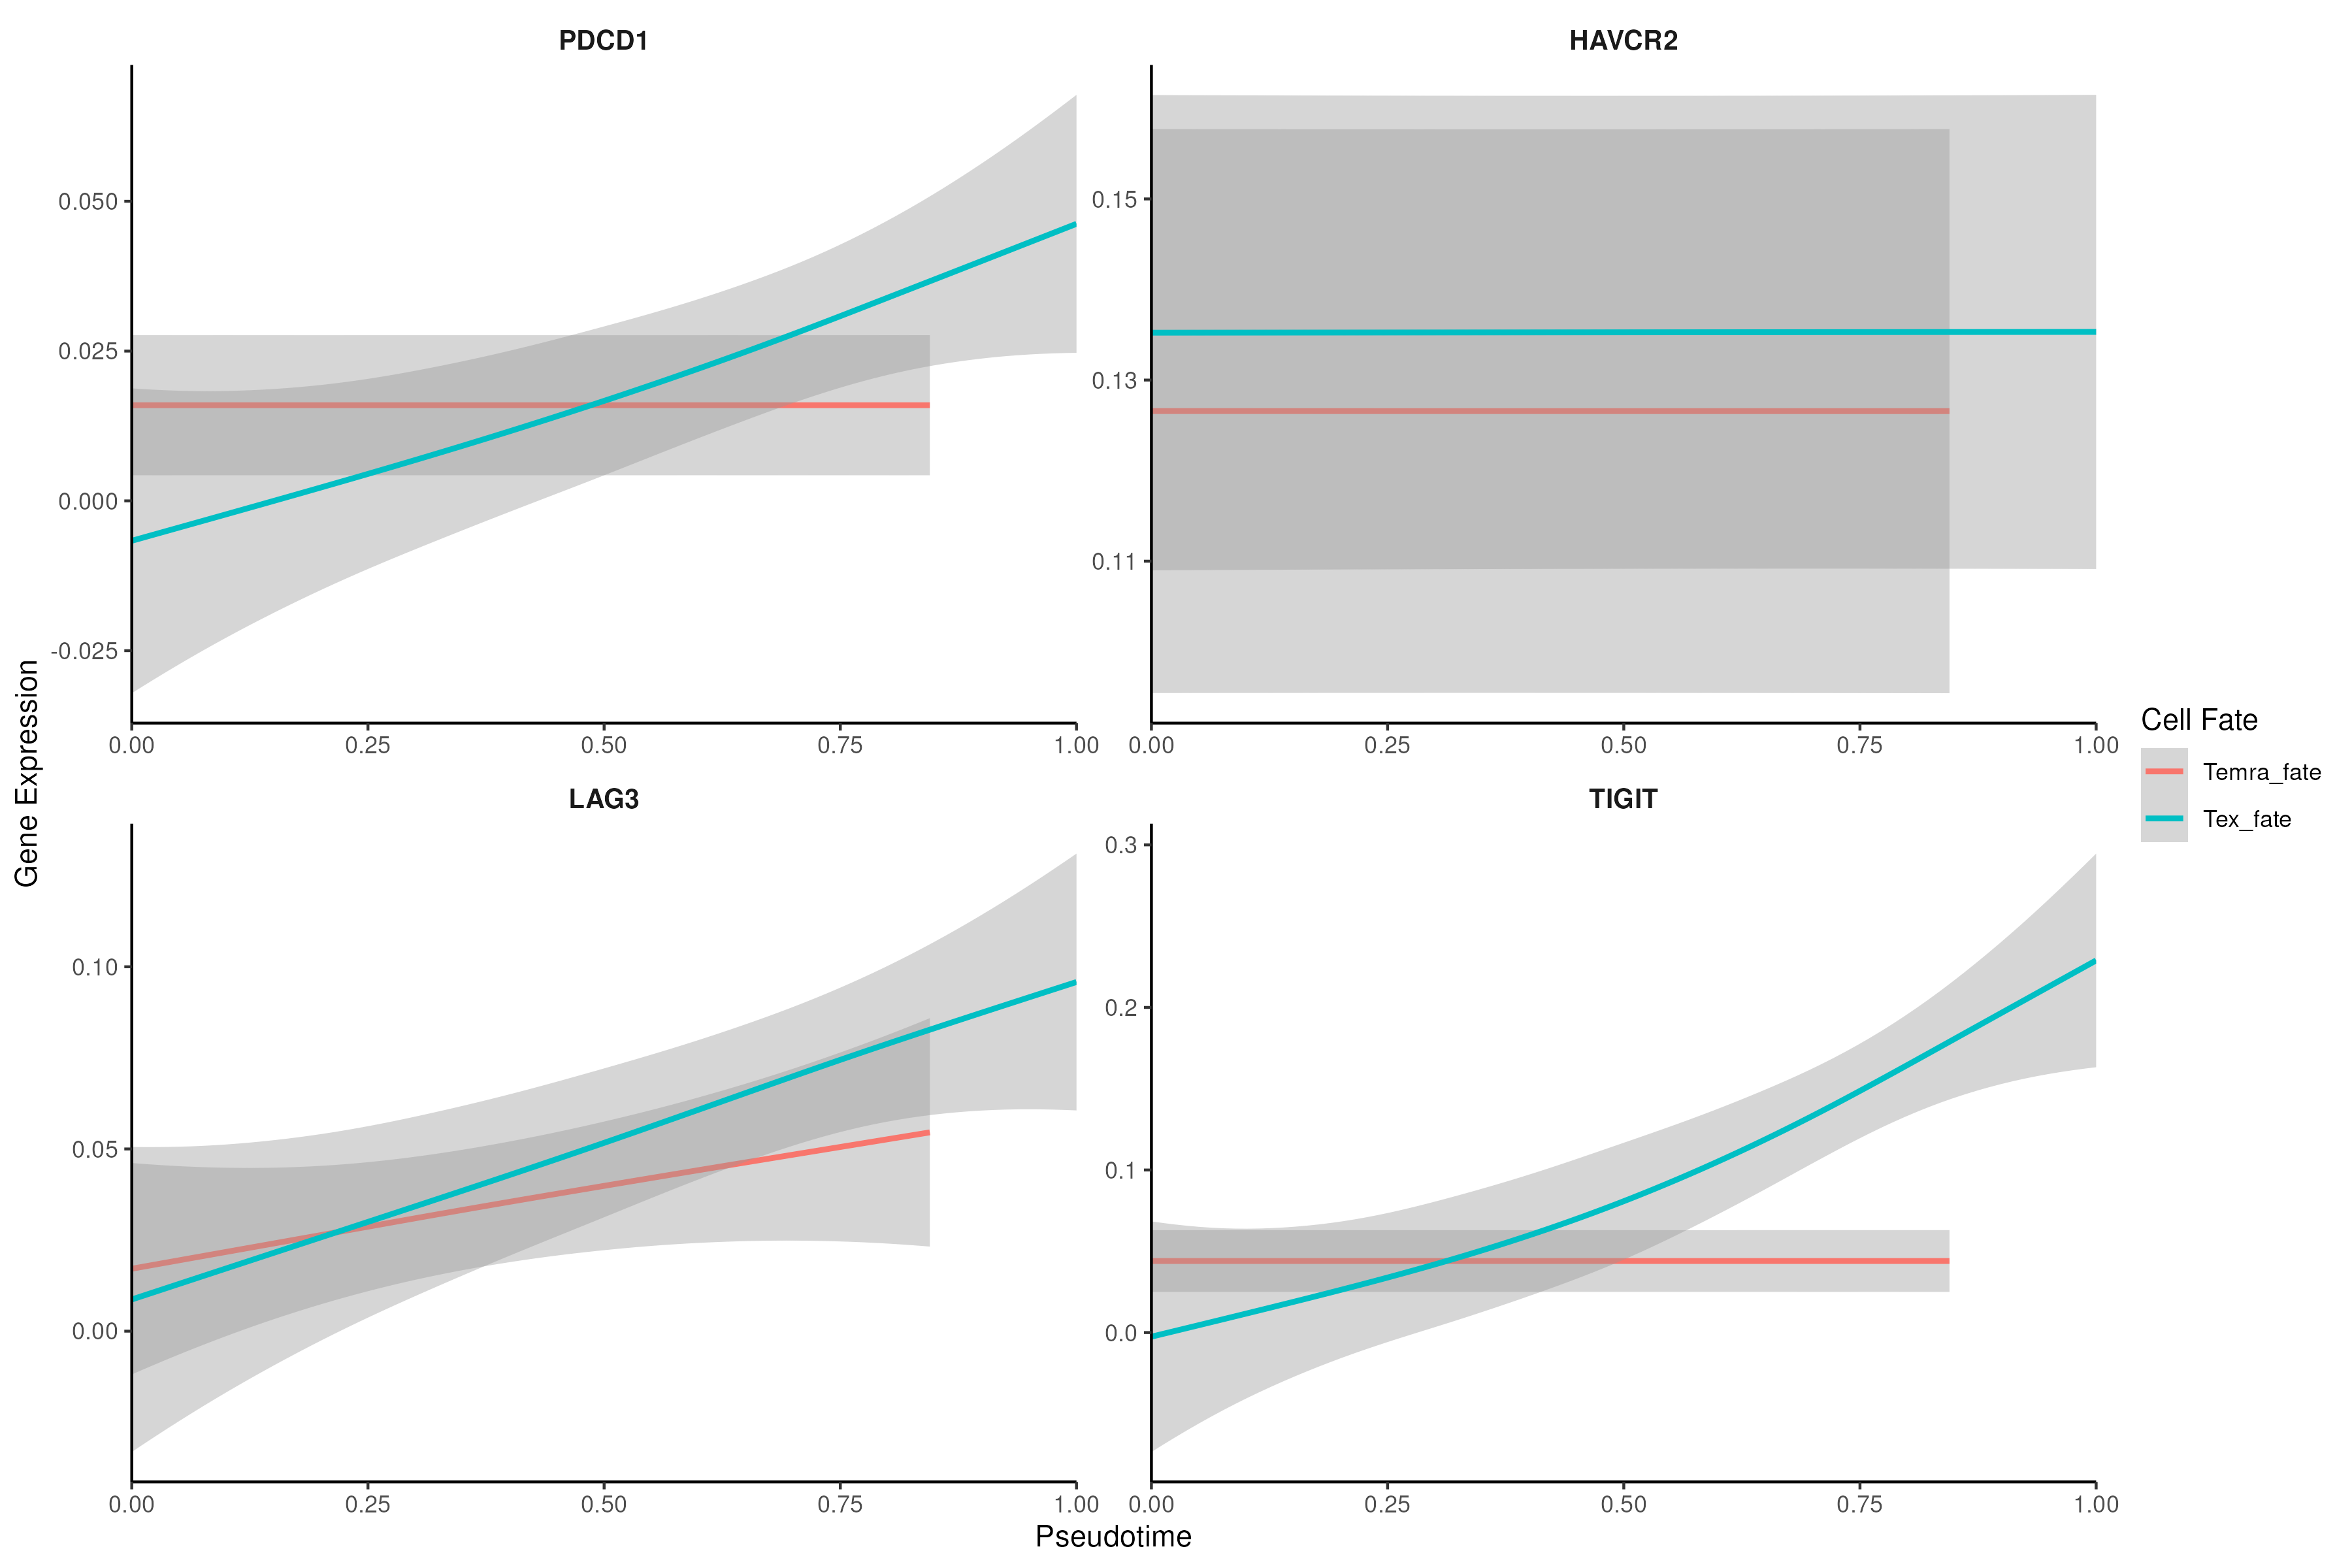 PDCD1
HAVCR2
0.050
0.025
0.000
-0.025
0.15
0.13
0.11
0.00 0.25 0.50 0.75 1.00
0.00 0.25 0.50 0.75 1.00
LAG3
TIGIT
0.10
0.05
0.00
0.3
0.2
0.1
0.0
0.00 0.25 0.50 0.75 1.00
0.00 0.25 0.50 0.75 1.00
Gene Expression
Pseudotime
Cell Fate
Temra_fate
Tex_fate